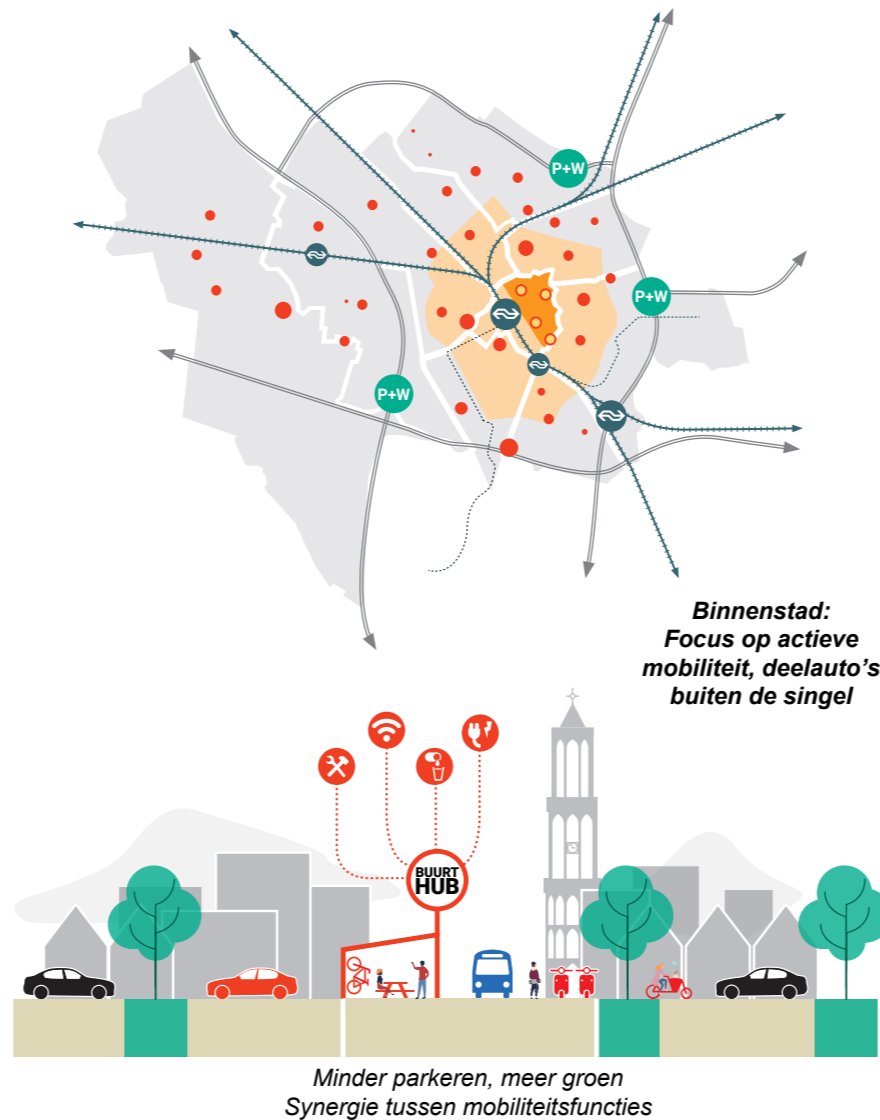 P+W
P+W
P+W
Binnenstad:
Focus op actieve
mobiliteit, deelauto's
buiten de singel
BUURT
HUB
Minder parkeren, meer groen
Synergie tussen mobiliteitsfuncties